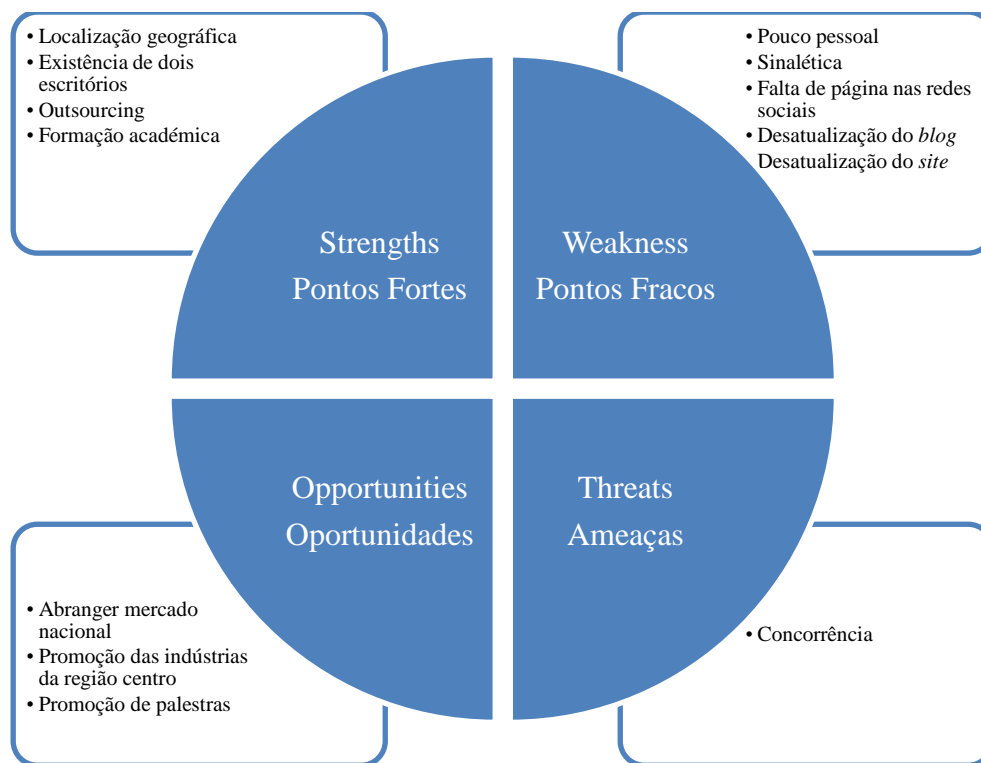 • Localização geográfica
• Existência de dois
escritórios
• Outsourcing
• Formação académica
• Pouco pessoal
• Sinalética
• Falta de página nas redes
sociais
• Desatualização do blog
Desatualização do site
Strengths
Pontos Fortes
Weakness
Pontos Fracos
Opportunities
Oportunidades
Threats
Ameaças
• Abranger mercado
nacional
• Promoção das indústrias
da região centro
• Promoção de palestras
• Concorrência